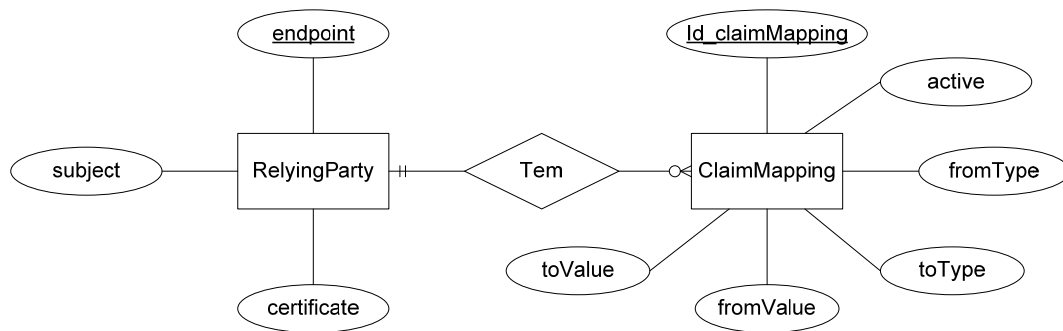 endpoint
Id_claimMapping
active
subject
RelyingParty
Tem
ClaimMapping
fromType
toValue
toType
certificate
fromValue